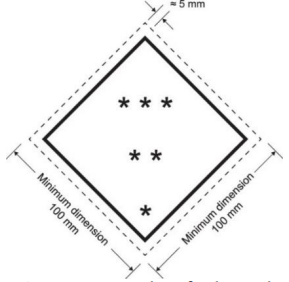 ≈ 5 mm
* * *
* *
*
Minimum dimension
100 mm
Minimum dimension
100 mm